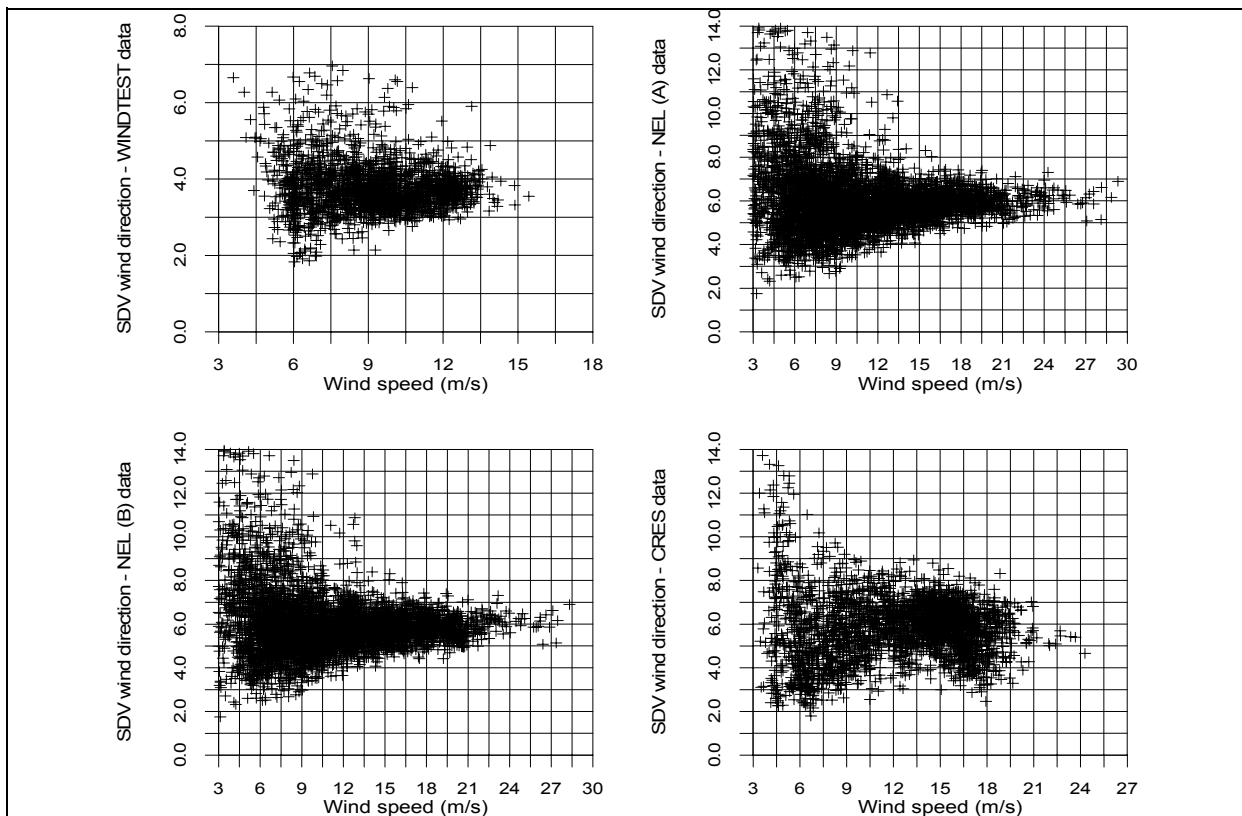 SDV wind direction - WINDTEST data
8.0
6.0
4.0
2.0
0.0
3 6 9 12 15 18
Wind speed (m/s)
SDV wind direction - NEL (A) data
14.0
12.0
10.0
8.0
6.0
4.0
2.0
0.0
3 6 9 12 15 18 21 24 27 30
Wind speed (m/s)
SDV wind direction - NEL (B) data
14.0
12.0
10.0
8.0
6.0
4.0
2.0
0.0
3 6 9 12 15 18 21 24 27 30
Wind speed (m/s)
SDV wind direction - CRES data
14.0
12.0
10.0
8.0
6.0
4.0
2.0
0.0
3 6 9 12 15 18 21 24 27
Wind speed (m/s)